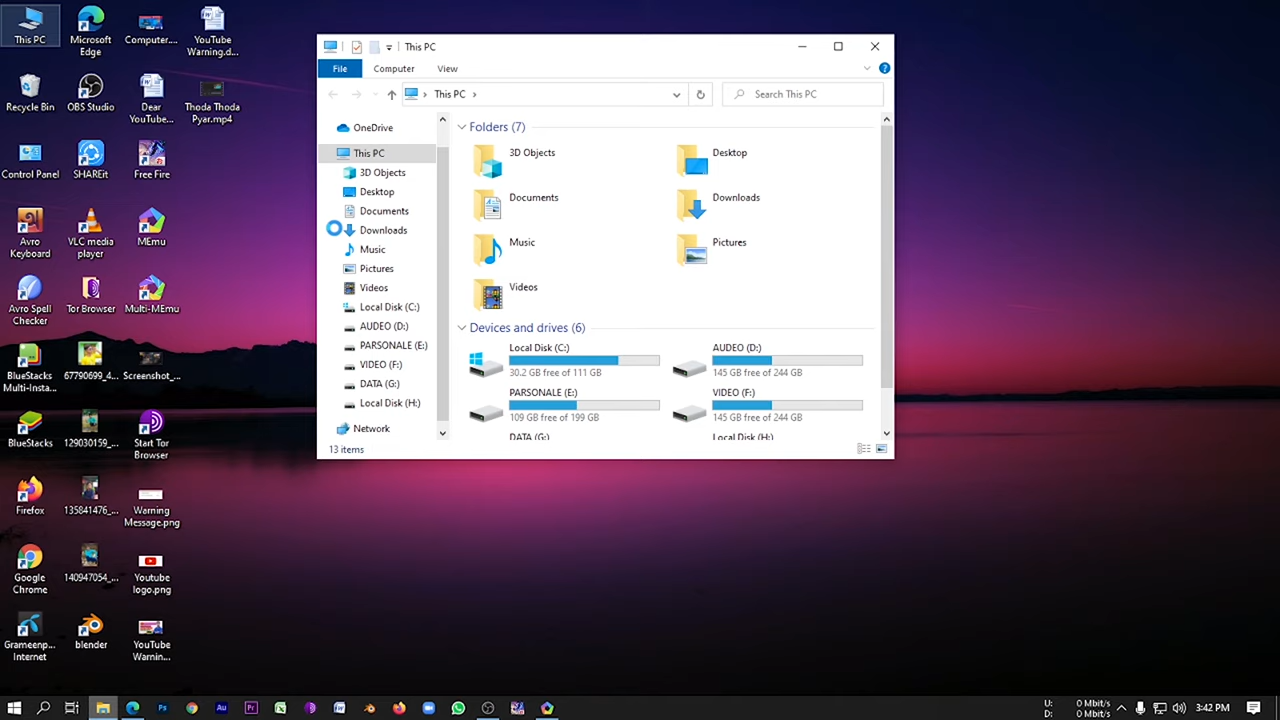 This PC
Microsoft
Edge
Computer....
YouTube
Warning.d...
Recycle Bin
OBS Studio
Dear
YouTube...
Thoda Thoda
Pyar.mp4
Control Panel
SHAREit
Free Fire
Avro
Keyboard
VLC media
player
MEmu
Avro Spell
Checker
Tor Browser
Multi-MEmu
BlueStacks
Multi-Insta...
67790699_4...
Screenshot_...
BlueStacks
129030159_...
Start Tor
Browser
Firefox
135841476_...
Warning
Message.png
Google
Chrome
140947054_...
Youtube
logo.png
Grameenp...
Internet
blender
YouTube
Warnin...
This PC
File
Computer
View
This PC
Search This PC
OneDrive
This PC
3D Objects
Desktop
Documents
Downloads
Music
Pictures
Videos
Local Disk (C:)
AUDEO (D:)
PARSONALE (E:)
VIDEO (F:)
DATA (G:)
Local Disk (H:)
Network
Folders (7)
3D Objects
Desktop
Documents
Downloads
Music
Pictures
Videos
Devices and drives (6)
Local Disk (C:)
30.2 GB free of 111 GB
AUDEO (D:)
145 GB free of 244 GB
PARSONALE (E:)
109 GB free of 199 GB
VIDEO (F:)
145 GB free of 244 GB
DATA (G:)
Local Disk (H:)
13 items
U: 0 Mbit/s
D: 0 Mbit/s
3:42 PM